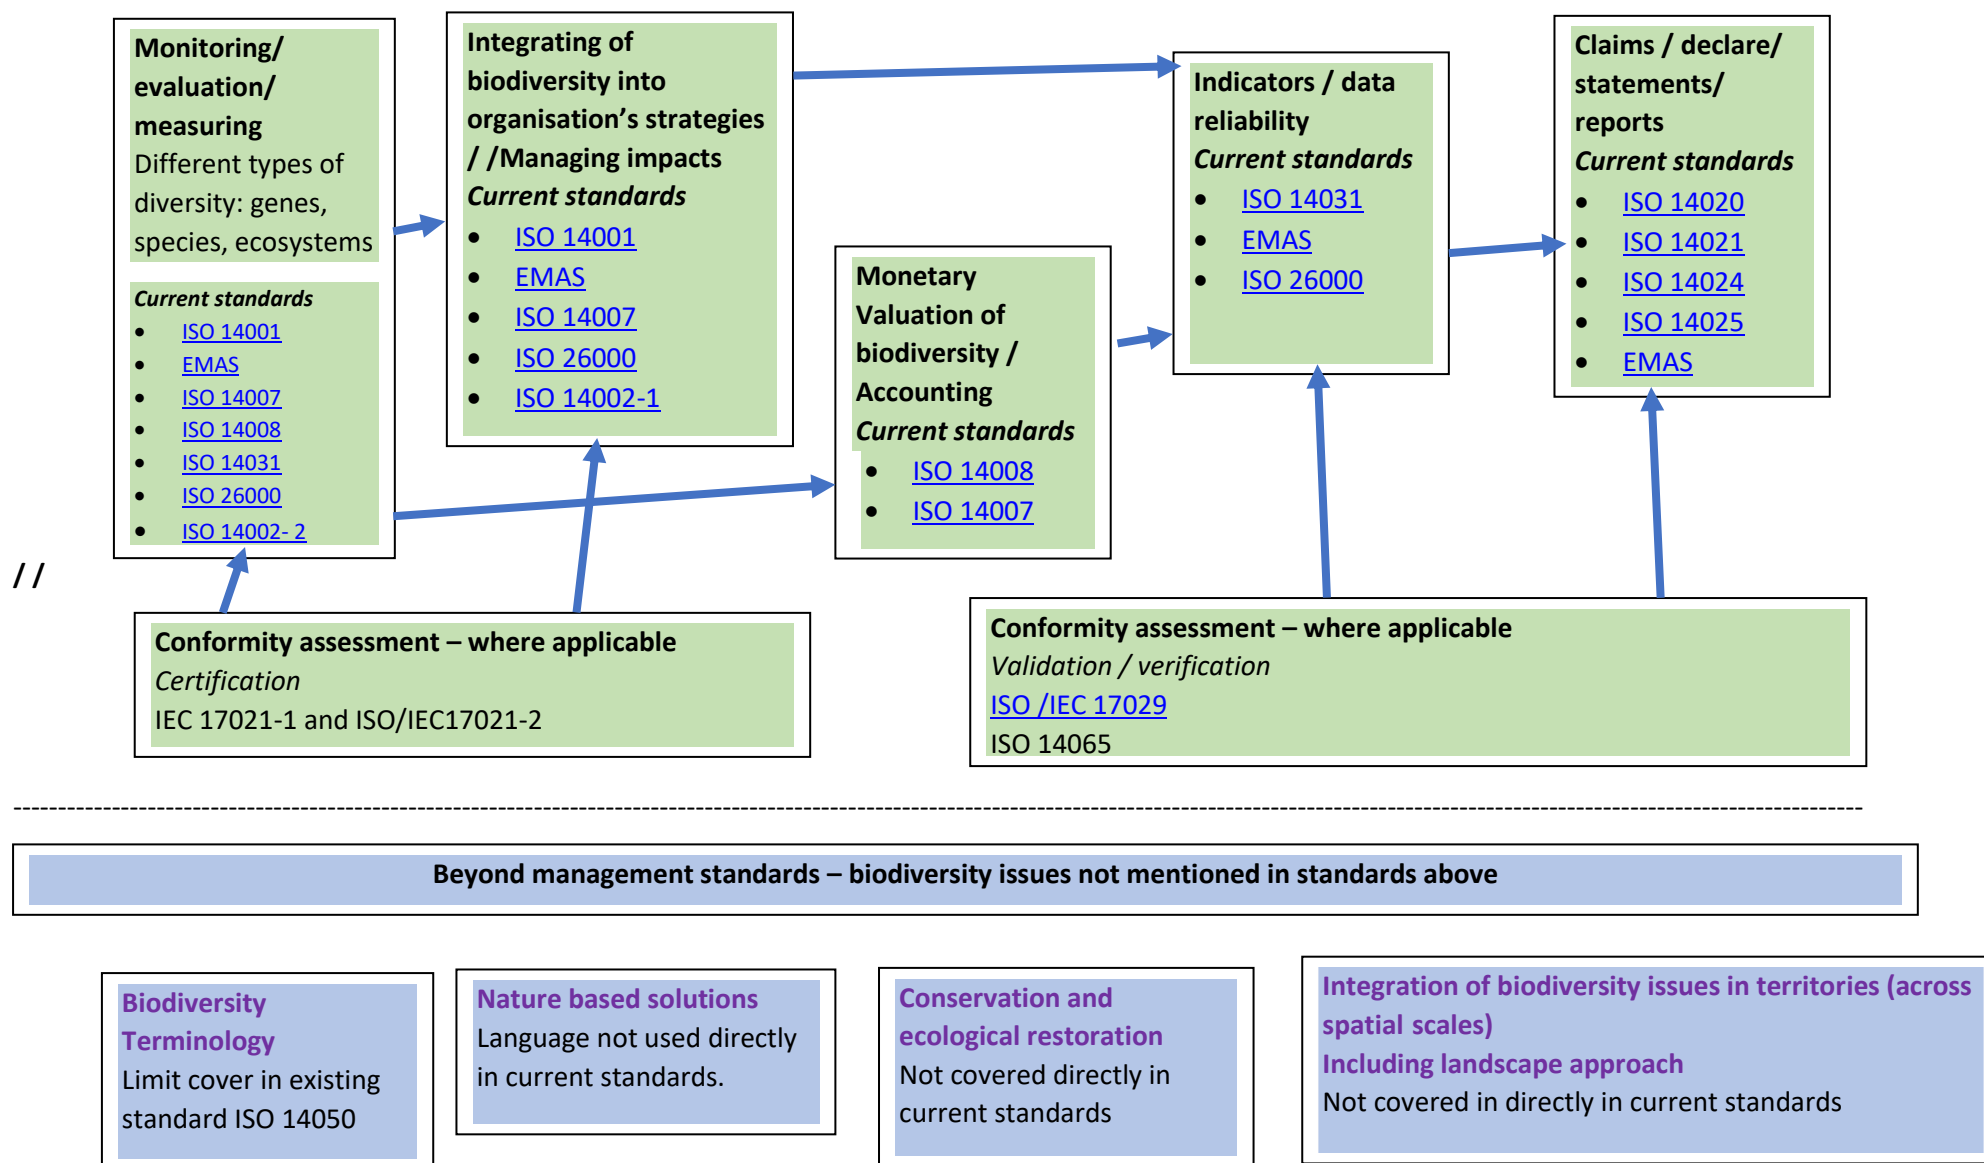 Monitoring/
evaluation/
measuring
Different types of
diversity: genes,
species, ecosystems
Current standards
• ISO 14001
• EMAS
• ISO 14007
• ISO 14008
• ISO 14031
• ISO 26000
• ISO 14002- 2
Integrating of
biodiversity into
organisation’s strategies
/ /Managing impacts
Current standards
• ISO 14001
• EMAS
• ISO 14007
• ISO 26000
• ISO 14002-1
Monetary
Valuation of
biodiversity /
Accounting
Current standards
• ISO 14008
• ISO 14007
Indicators / data
reliability
Current standards
• ISO 14031
• EMAS
• ISO 26000
Claims / declare/
statements/
reports
Current standards
• ISO 14020
• ISO 14021
• ISO 14024
• ISO 14025
• EMAS
/ /
Conformity assessment – where applicable
Certification
IEC 17021-1 and ISO/IEC17021-2
Conformity assessment – where applicable
Validation / verification
ISO /IEC 17029
ISO 14065
Beyond management standards – biodiversity issues not mentioned in standards above
Biodiversity
Terminology
Limit cover in existing
standard ISO 14050
Nature based solutions
Language not used directly
in current standards.
Conservation and
ecological restoration
Not covered directly in
current standards
Integration of biodiversity issues in territories (across
spatial scales)
Including landscape approach
Not covered in directly in current standards